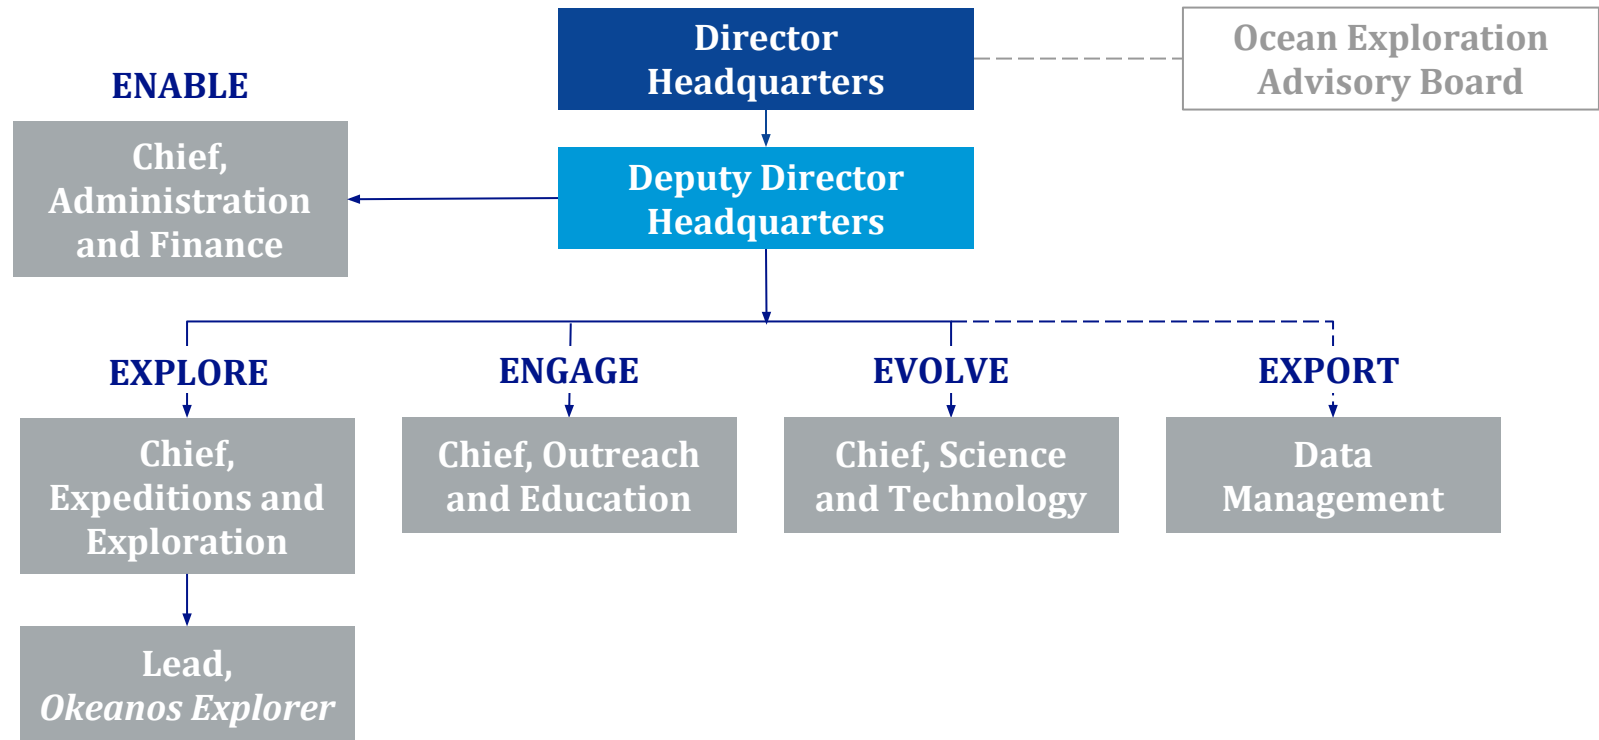 Director
Headquarters
Ocean Exploration
Advisory Board
ENABLE
Chief,
Administration
and Finance
Deputy Director
Headquarters
EXPLORE
ENGAGE
EVOLVE
EXPORT
Chief,
Expeditions and
Exploration
Chief, Outreach
and Education
Chief, Science
and Technology
Data
Management
Lead,
Okeanos Explorer